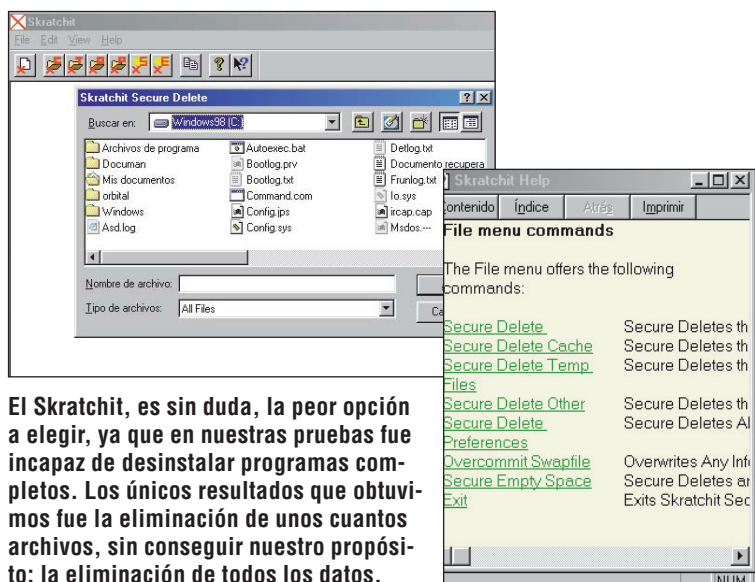 Skratchit
File Edit View Help
Skratchit Secure Delete
Buscar en: Windows98 (C:)
Archivos de programa
Documan
Mis documentos
orbital
Windows
Asd.log
Autoexec.bat
Bootlog.prv
Bootlog.txt
Command.com
Config.jps
Config.sys
Detlog.txt
Documento recupera
Frunlog.txt
Io.sys
ircap.cap
Msdos.---
Nombre de archivo:
Tipo de archivos: All Files
Ca
Skratchit Help
ontenido Índice Atrás Imprimir
File menu commands
The File menu offers the following
commands:
Secure Delete Secure Deletes th
Secure Delete Cache Secure Deletes th
Secure Delete Temp Secure Deletes th
Files
Secure Delete Other Secure Deletes th
Secure Delete Secure Deletes Al
Preferences
Overcommit Swapfile Overwrites Any Inf
Secure Empty Space Secure Deletes ar
Exit Exits Skratchit Sec
NUM
El Skratchit, es sin duda, la peor opción
a elegir, ya que en nuestras pruebas fue
incapaz de desinstalar programas com-
pletos. Los únicos resultados que obtuvi-
mos fue la eliminación de unos cuantos
archivos, sin conseguir nuestro propósi-
to: la eliminación de todos los datos.